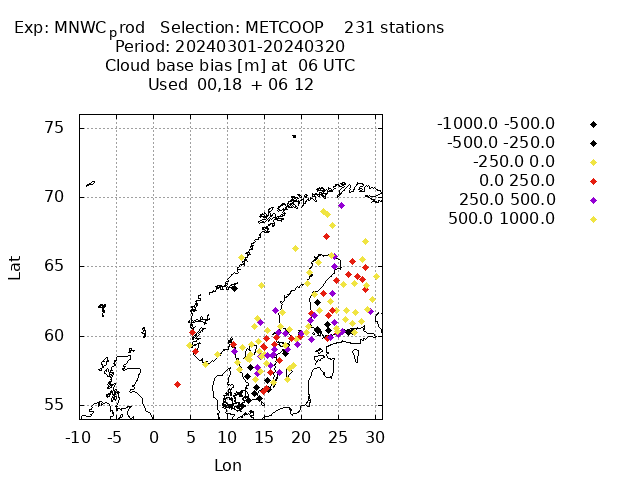 Exp: MNWCprod   Selection: METCOOP    231 stations
Period: 20240301-20240320
Cloud base bias [m] at  06 UTC
Used 00,18 + 06 12
-1000.0 -500.0
-500.0 -250.0
-250.0 0.0
0.0 250.0
250.0 500.0
500.0 1000.0
75
70
65
60
55
Lat
-10 -5 0 5 10 15 20 25 30
Lon